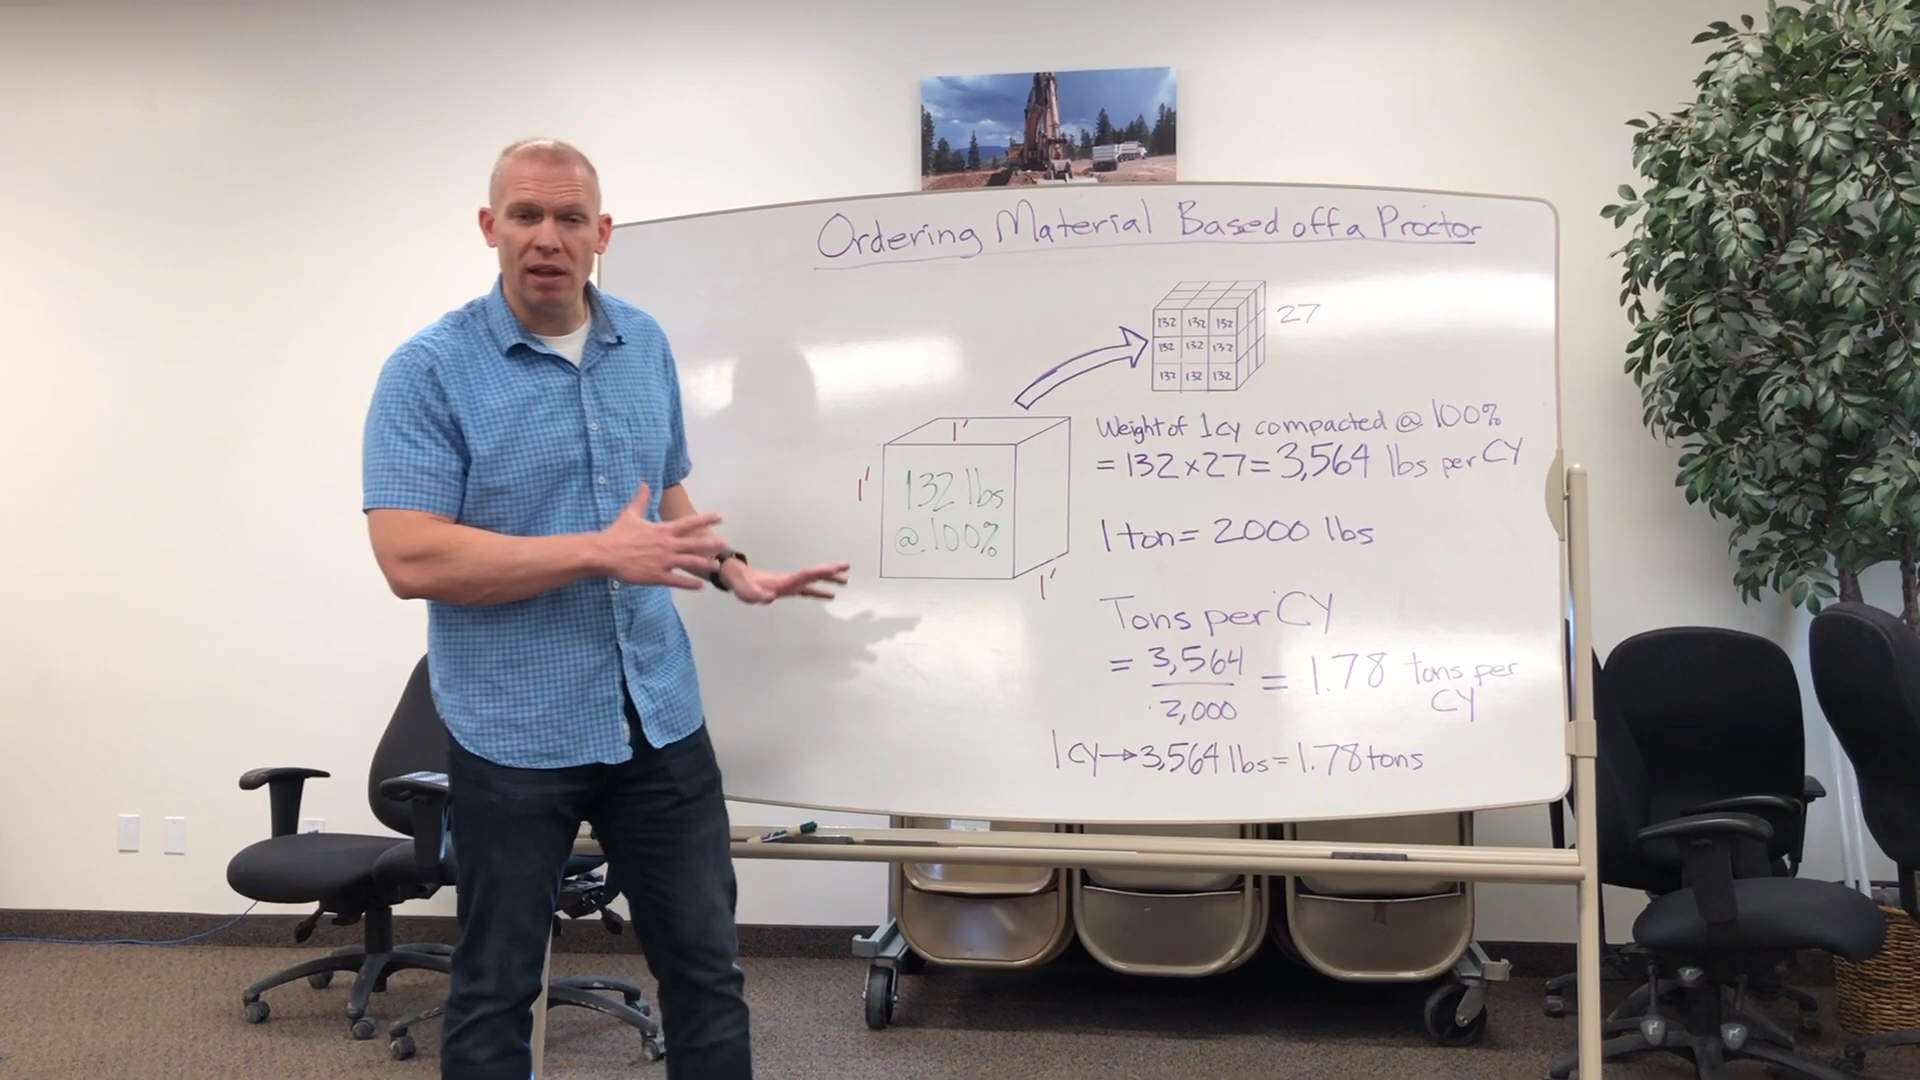 Ordering Material Based off a Proctor
132 132 132
132 132 132
132 132 132
27
1'
1'
132 lbs
@ 100%
1'
Weight of 1cy compacted @ 100%
= 132 x 27 = 3,564 lbs per CY
1 ton = 2000 lbs
Tons per CY
= 3,564
2,000
= 1.78 tons per
CY
1 cy → 3,564 lbs = 1.78 tons